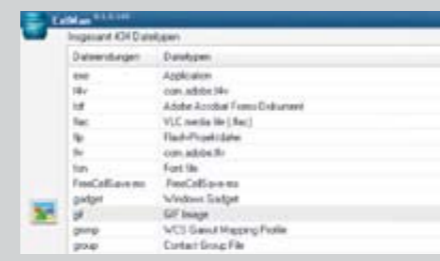 CatMan
Insgesamt 434 Dateitypen
Dateiendungen Dateitypen
exe Application
f4v com.adobe.f4v
fdf Adobe Acrobat Forms Dokument
flac VLC media file (.flac)
flp Flash-Projektdatei
flv com.adobe.flv
fon Font file
FreeCellSave-ms FreeCellSave-ms
gadget Windows Gadget
gif GIF Image
gmmp WCS Gamut Mapping Profile
group Contact Group File